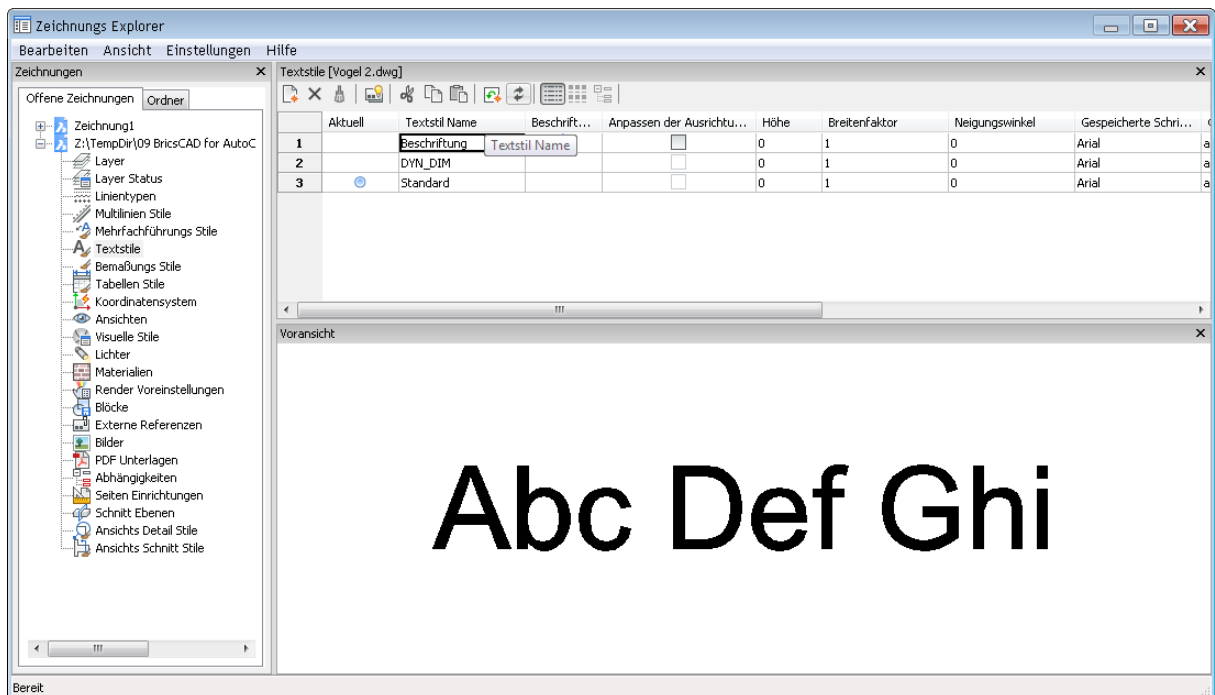 Zeichnungs Explorer
Bearbeiten Ansicht Einstellungen Hilfe
Zeichnungen
Offene Zeichnungen Ordner
Zeichnung1
Z:\TempDir\09 BricsCAD for AutoC
Layer
Layer Status
Linientypen
Multilinien Stile
Mehrfachführungs Stile
Textstile
Bemaßungs Stile
Tabellen Stile
Koordinatensystem
Ansichten
Visuelle Stile
Lichter
Materialien
Render Voreinstellungen
Blöcke
Externe Referenzen
Bilder
PDF Unterlagen
Abhängigkeiten
Seiten Einrichtungen
Schnitt Ebenen
Ansichts Detail Stile
Ansichts Schnitt Stile
Textstile [Vogel 2.dwg]
Aktuell Textstil Name Beschrift... Anpassen der Ausrichtu... Höhe Breitenfaktor Neigungswinkel Gespeicherte Schri...
1 Beschriftung Textstil Name 0 1 0 Arial a
2 DYN_DIM 0 1 0 Arial a
3 Standard 0 1 0 Arial a
Voransicht
Abc Def Ghi
Bereit